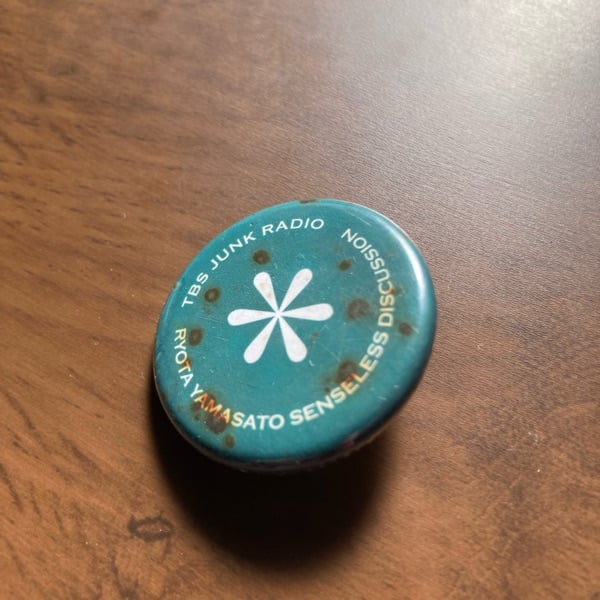 TBS JUNK RADIO
RYOTA YAMASATO SENSELESS DISCUSSION